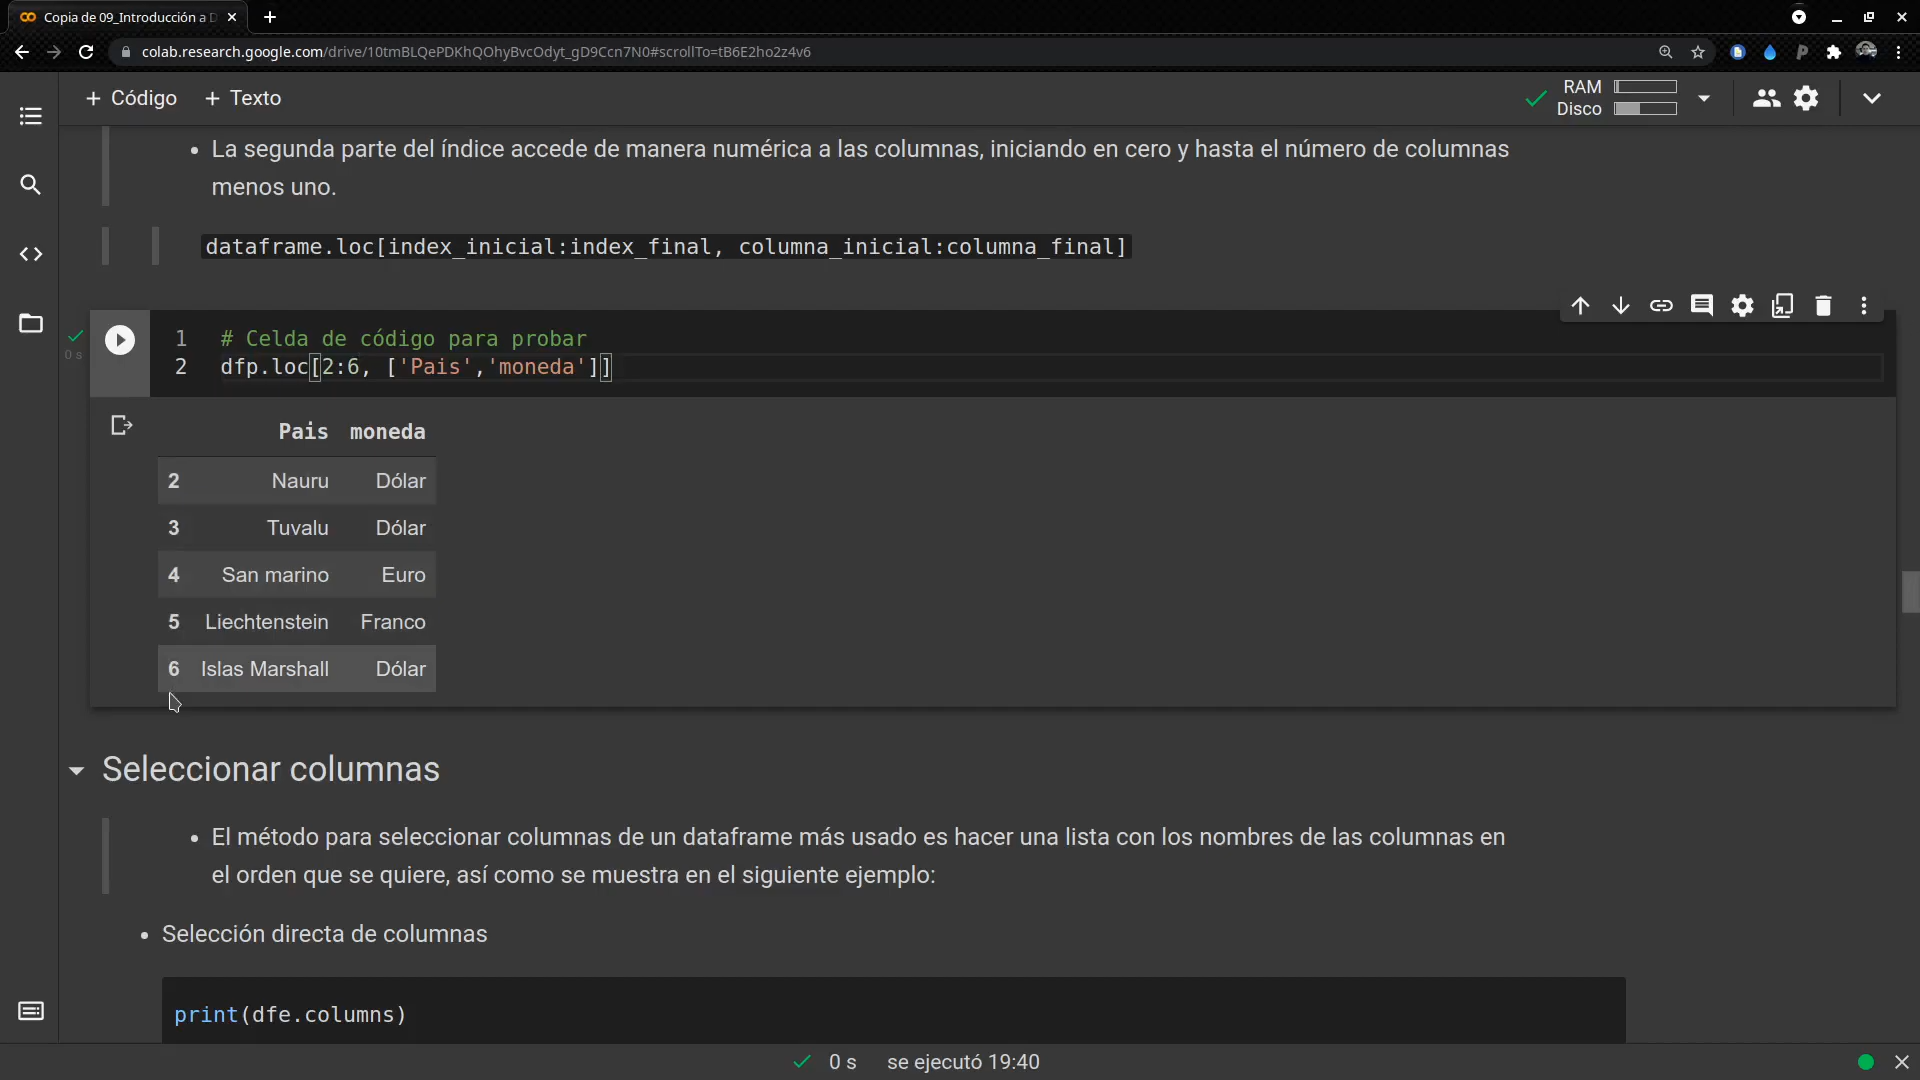 Copia de 09_Introducción a D
colab.research.google.com/drive/10tmBLQePDKhQOhyBvcOdyt_gD9Ccn7N0#scrollTo=tB6E2ho2z4v6
+ Código + Texto
RAM
Disco
• La segunda parte del índice accede de manera numérica a las columnas, iniciando en cero y hasta el número de columnas
menos uno.
dataframe.loc[index_inicial:index_final, columna_inicial:columna_final]
0 s
1 # Celda de código para probar
2 dfp.loc[2:6, ['Pais','moneda']]
Pais moneda
2 Nauru Dólar
3 Tuvalu Dólar
4 San marino Euro
5 Liechtenstein Franco
6 Islas Marshall Dólar
Seleccionar columnas
• El método para seleccionar columnas de un dataframe más usado es hacer una lista con los nombres de las columnas en
el orden que se quiere, así como se muestra en el siguiente ejemplo:
• Selección directa de columnas
print(dfe.columns)
0 s se ejecutó 19:40